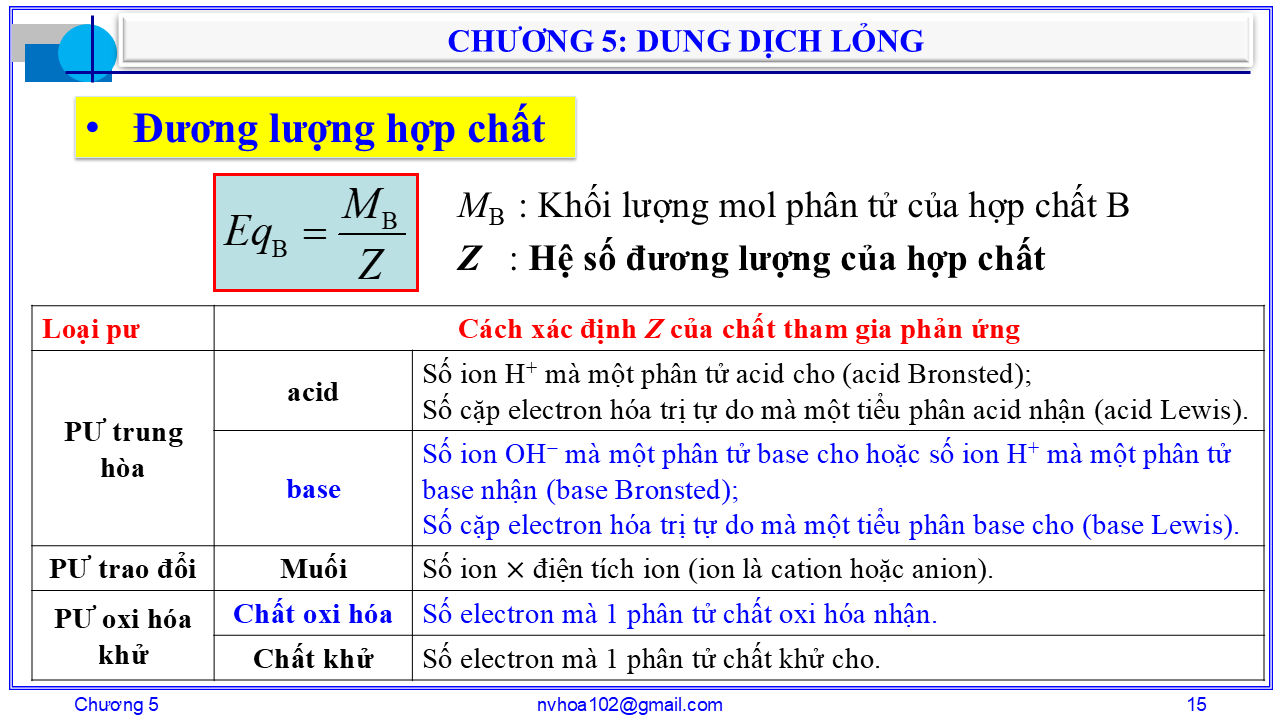 CHƯƠNG 5: DUNG DỊCH LỎNG
• Đương lượng hợp chất
Eq_B = M_B / Z
M_B : Khối lượng mol phân tử của hợp chất B
Z : Hệ số đương lượng của hợp chất
Loại pư
Cách xác định Z của chất tham gia phản ứng
PƯ trung
hòa
acid
Số ion H⁺ mà một phân tử acid cho (acid Bronsted);
Số cặp electron hóa trị tự do mà một tiểu phân acid nhận (acid Lewis).
base
Số ion OH⁻ mà một phân tử base cho hoặc số ion H⁺ mà một phân tử
base nhận (base Bronsted);
Số cặp electron hóa trị tự do mà một tiểu phân base cho (base Lewis).
PƯ trao đổi
Muối
Số ion × điện tích ion (ion là cation hoặc anion).
PƯ oxi hóa
khử
Chất oxi hóa
Số electron mà 1 phân tử chất oxi hóa nhận.
Chất khử
Số electron mà 1 phân tử chất khử cho.
Chương 5
nvhoa102@gmail.com
15